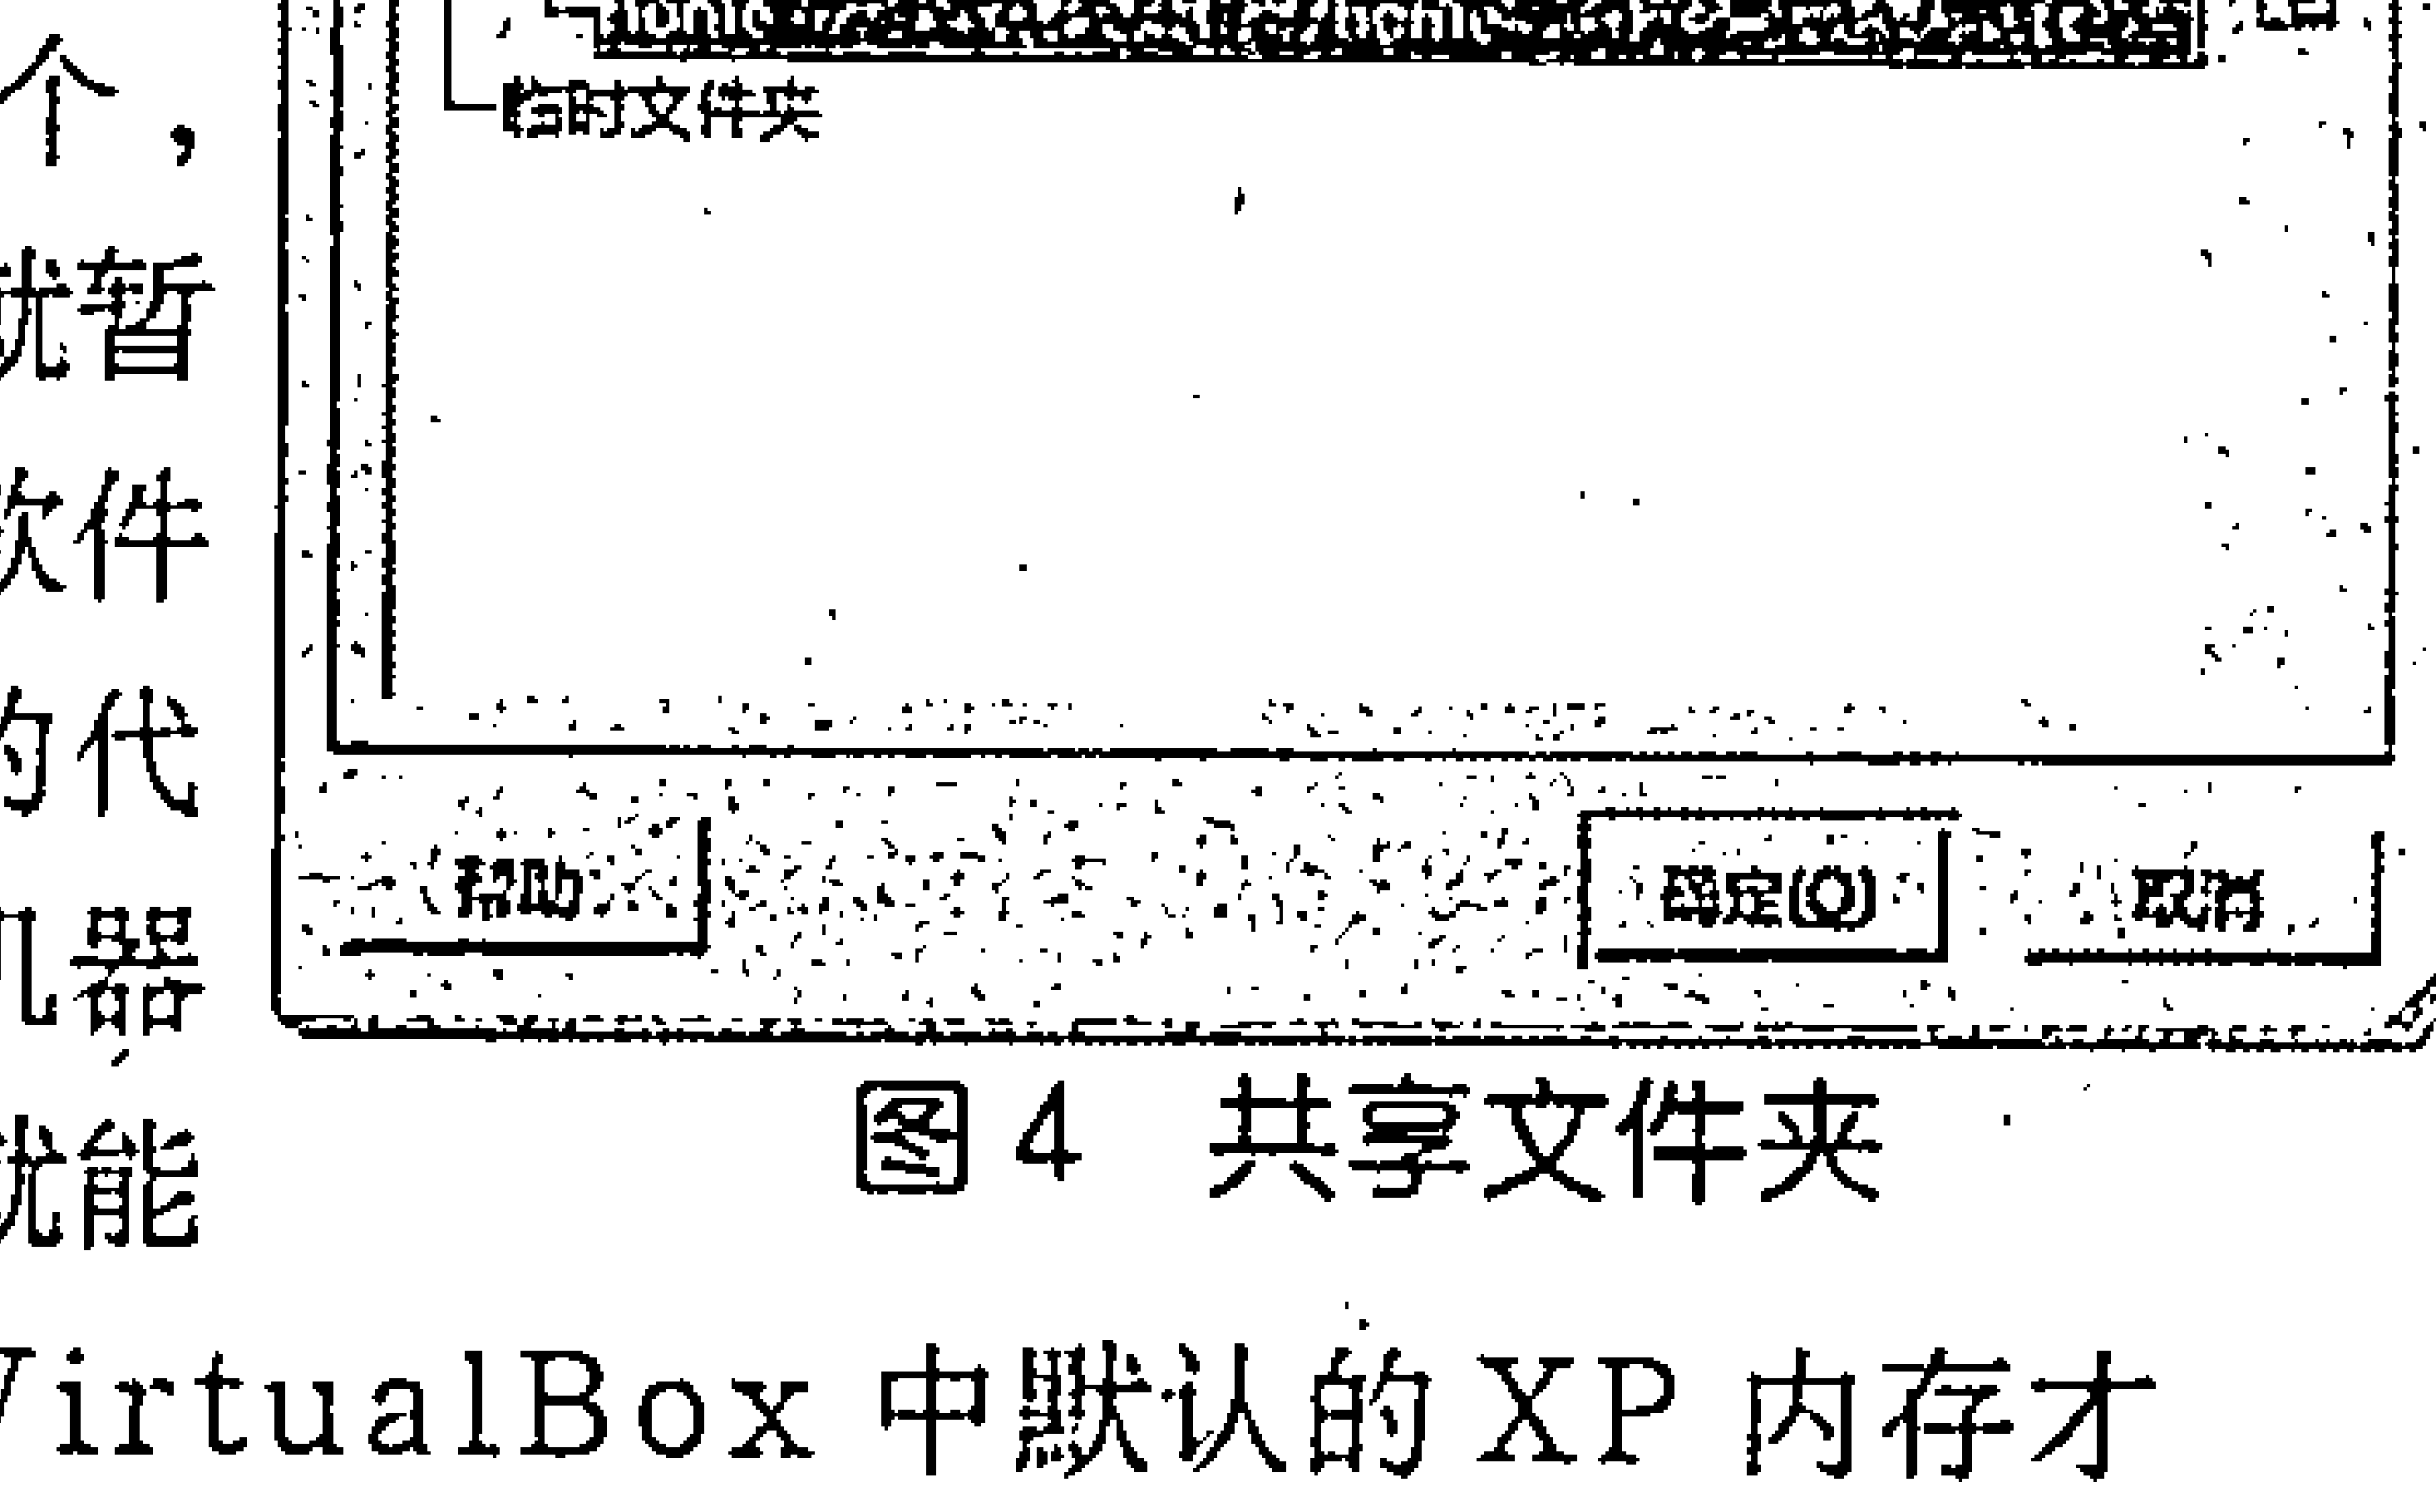 个，
就暂
软件
的代
机器
就能
临时文件夹
帮助 确定(O) 取消
图 4 共享文件夹
VirtualBox 中默认的 XP 内存才